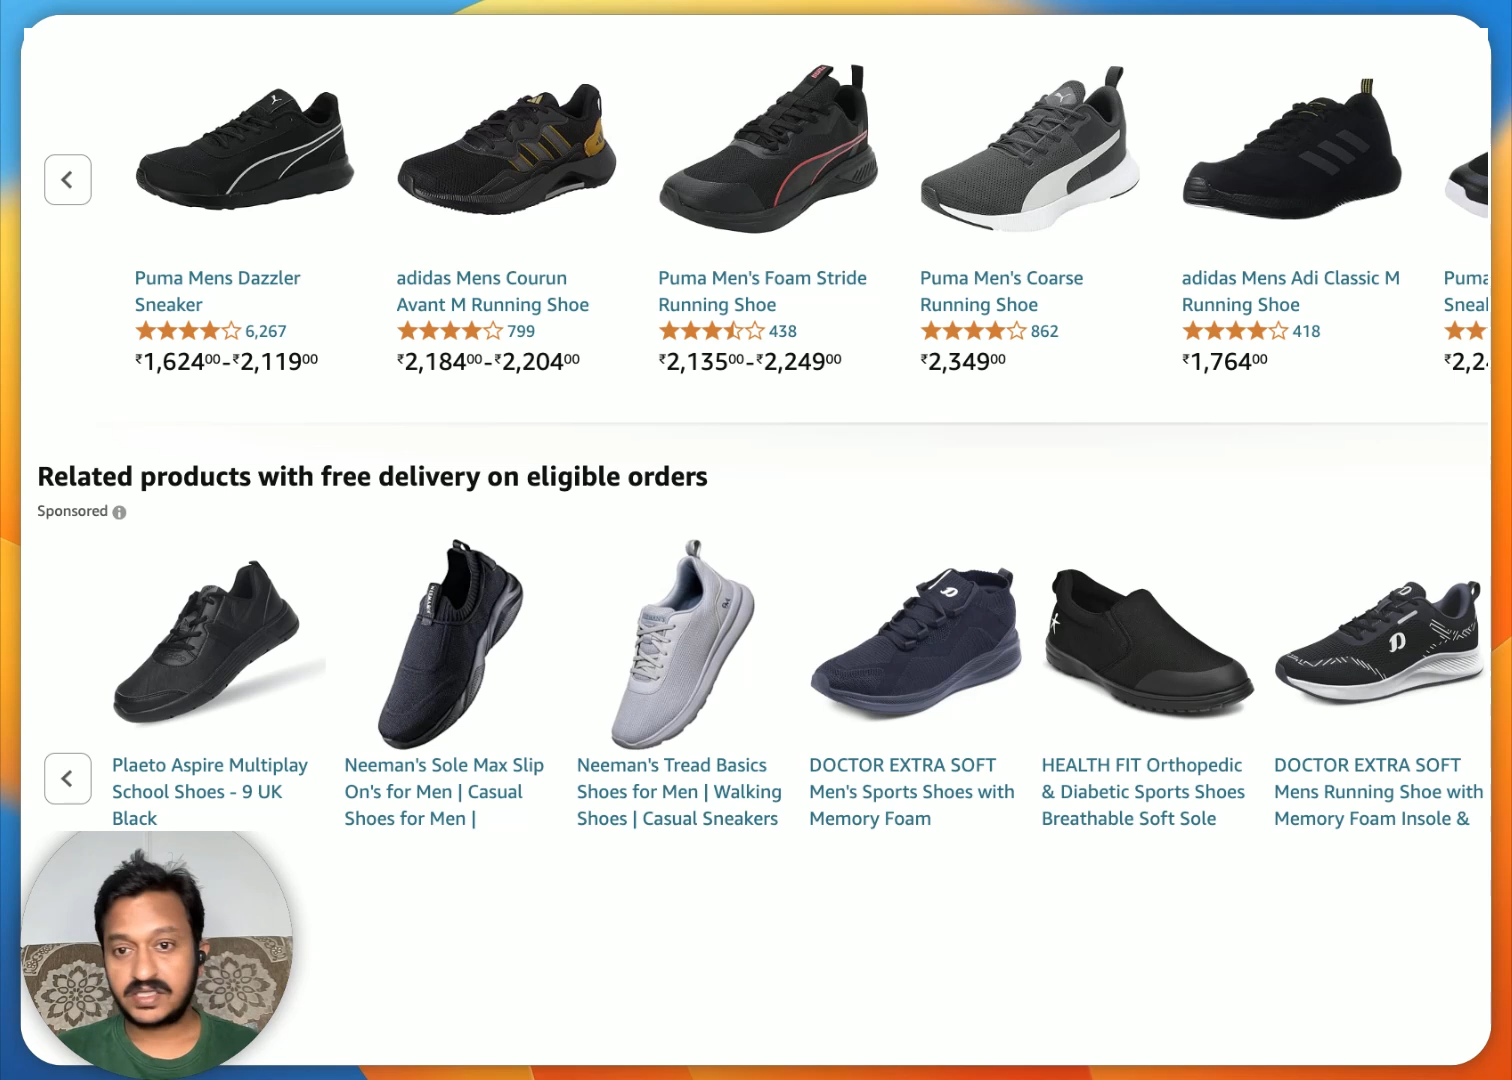 Puma Mens Dazzler
Sneaker
6,267
₹1,624⁰⁰-₹2,119⁰⁰
adidas Mens Courun
Avant M Running Shoe
799
₹2,184⁰⁰-₹2,204⁰⁰
Puma Men's Foam Stride
Running Shoe
438
₹2,135⁰⁰-₹2,249⁰⁰
Puma Men's Coarse
Running Shoe
862
₹2,349⁰⁰
adidas Mens Adi Classic M
Running Shoe
418
₹1,764⁰⁰
Puma
Related products with free delivery on eligible orders
Sponsored
Plaeto Aspire Multiplay
School Shoes - 9 UK
Black
Neeman's Sole Max Slip
On's for Men | Casual
Shoes for Men |
Neeman's Tread Basics
Shoes for Men | Walking
Shoes | Casual Sneakers
DOCTOR EXTRA SOFT
Men's Sports Shoes with
Memory Foam
HEALTH FIT Orthopedic
& Diabetic Sports Shoes
Breathable Soft Sole
DOCTOR EXTRA SOFT
Mens Running Shoe with
Memory Foam Insole &